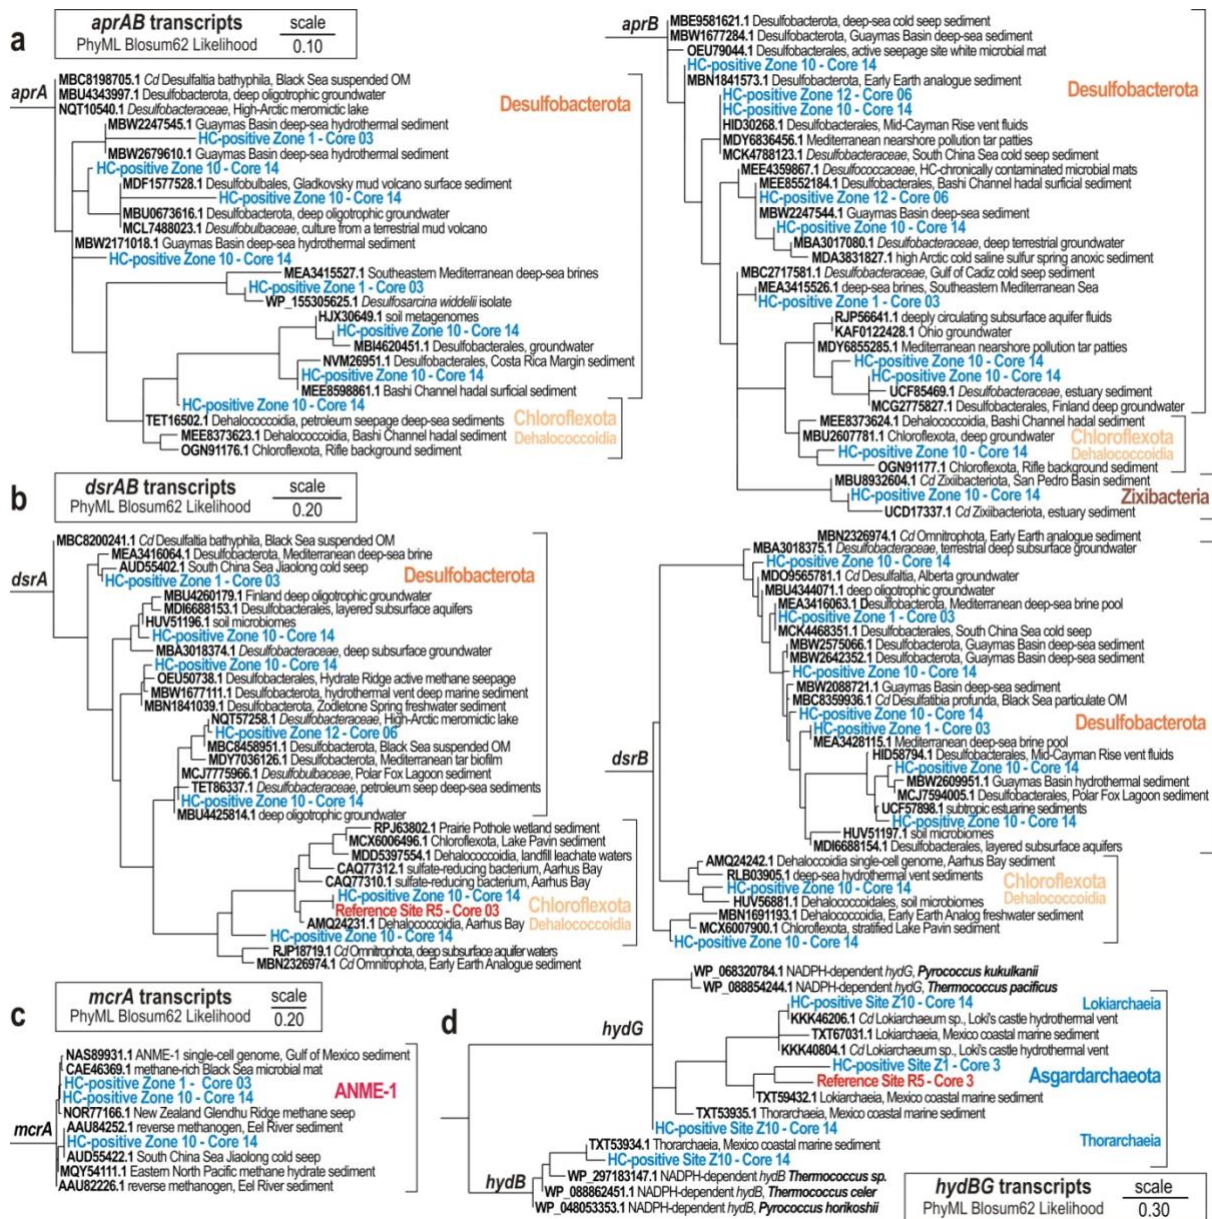 a
aprAB transcripts
PhyML Blosum62 Likelihood
scale
0.10
aprA
MBC8198705.1 Cd Desulfaltia bathyphila, Black Sea suspended OM
MBU4343997.1 Desulfobacterota, deep oligotrophic groundwater
NQT10540.1 Desulfobacteraceae, High-Arctic meromictic lake
MBW2247545.1 Guaymas Basin deep-sea hydrothermal sediment
HC-positive Zone 1 - Core 03
MBW2679610.1 Guaymas Basin deep-sea hydrothermal sediment
HC-positive Zone 10 - Core 14
MDF1577528.1 Desulfobulbales, Gladkovsky mud volcano surface sediment
HC-positive Zone 10 - Core 14
MBU0673616.1 Desulfobacterota, deep oligotrophic groundwater
MCL7488023.1 Desulfobulbaceae, culture from a terrestrial mud volcano
MBW2171018.1 Guaymas Basin deep-sea hydrothermal sediment
HC-positive Zone 10 - Core 14
MEA3415527.1 Southeastern Mediterranean deep-sea brines
HC-positive Zone 1 - Core 03
WP_155305625.1 Desulfosarcina widdelii isolate
HJX30649.1 soil metagenomes
HC-positive Zone 10 - Core 14
MBI4620451.1 Desulfobacterales, groundwater
NVM26951.1 Desulfobacterales, Costa Rica Margin sediment
HC-positive Zone 10 - Core 14
MEE8598861.1 Bashi Channel hadal surficial sediment
HC-positive Zone 10 - Core 14
TET16502.1 Dehalococcoidia, petroleum seepage deep-sea sediments
MEE8373623.1 Dehalococcoidia, Bashi Channel hadal sediment
OGN91176.1 Chloroflexota, Rifle background sediment
Desulfobacterota
Chloroflexota
Dehalococcoidia
aprB
MBE9581621.1 Desulfobacterota, deep-sea cold seep sediment
MBW1677284.1 Desulfobacterota, Guaymas Basin deep-sea sediment
OEU79044.1 Desulfobacterales, active seepage site white microbial mat
HC-positive Zone 10 - Core 14
MBN1841573.1 Desulfobacterota, Early Earth analogue sediment
HC-positive Zone 12 - Core 06
HC-positive Zone 10 - Core 14
HID30268.1 Desulfobacterales, Mid-Cayman Rise vent fluids
MDY6836456.1 Mediterranean nearshore pollution tar patties
MCK4788123.1 Desulfobacteraceae, South China Sea cold seep sediment
MEE4359867.1 Desulfococcaceae, HC-chronically contaminated microbial mats
MEE8552184.1 Desulfobacterales, Bashi Channel hadal surficial sediment
HC-positive Zone 12 - Core 06
MBW2247544.1 Guaymas Basin deep-sea sediment
HC-positive Zone 10 - Core 14
MBA3017080.1 Desulfobacteraceae, deep terrestrial groundwater
MDA3831827.1 high Arctic cold saline sulfur spring anoxic sediment
MBC2717581.1 Desulfobacteraceae, Gulf of Cadiz cold seep sediment
MEA3415526.1 deep-sea brines, Southeastern Mediterranean Sea
HC-positive Zone 1 - Core 03
RJP56641.1 deeply circulating subsurface aquifer fluids
KAF0122428.1 Ohio groundwater
MDY6855285.1 Mediterranean nearshore pollution tar patties
HC-positive Zone 10 - Core 14
HC-positive Zone 10 - Core 14
UCF85469.1 Desulfobacteraceae, estuary sediment
MCG2775827.1 Desulfobacterales, Finland deep groundwater
MEE8373624.1 Dehalococcoidia, Bashi Channel hadal sediment
MBU2607781.1 Chloroflexota, deep groundwater
HC-positive Zone 10 - Core 14
OGN91177.1 Chloroflexota, Rifle background sediment
MBU8932604.1 Cd Zixibacteriota, San Pedro Basin sediment
HC-positive Zone 10 - Core 14
UCD17337.1 Cd Zixibacteriota, estuary sediment
Desulfobacterota
Chloroflexota
Dehalococcoidia
Zixibacteria
b
dsrAB transcripts
PhyML Blosum62 Likelihood
scale
0.20
dsrA
MBC8200241.1 Cd Desulfaltia bathyphila, Black Sea suspended OM
MEA3416064.1 Desulfobacterota, Mediterranean deep-sea brine
AUD55402.1 South China Sea Jiaolong cold seep
HC-positive Zone 1 - Core 03
MBU4260179.1 Finland deep oligotrophic groundwater
MDI6688153.1 Desulfobacterales, layered subsurface aquifers
HUV51196.1 soil microbiomes
HC-positive Zone 10 - Core 14
MBA3018374.1 Desulfobacteraceae, deep subsurface groundwater
HC-positive Zone 10 - Core 14
OEU50738.1 Desulfobacterales, Hydrate Ridge active methane seepage
MBW1677111.1 Desulfobacterota, hydrothermal vent deep marine sediment
MBN1841039.1 Desulfobacterota, Zodletone Spring freshwater sediment
NQT57258.1 Desulfobacteraceae, High-Arctic meromictic lake
HC-positive Zone 12 - Core 06
MBC8458951.1 Desulfobacterota, Black Sea suspended OM
MDY7036126.1 Desulfobacterota, Mediterranean tar biofilm
MCJ7775966.1 Desulfobulbaceae, Polar Fox Lagoon sediment
TET86337.1 Desulfobacteraceae, petroleum seep deep-sea sediments
HC-positive Zone 10 - Core 14
MBU4425814.1 deep oligotrophic groundwater
RPJ63802.1 Prairie Pothole wetland sediment
MCX6006496.1 Chloroflexota, Lake Pavin sediment
MDD5397554.1 Dehalococcoidia, landfill leachate waters
CAQ77312.1 sulfate-reducing bacterium, Aarhus Bay
CAQ77310.1 sulfate-reducing bacterium, Aarhus Bay
HC-positive Zone 10 - Core 14
Reference Site R5 - Core 03
AMQ24231.1 Dehalococcoidia, Aarhus Bay
HC-positive Zone 10 - Core 14
RJP18719.1 Cd Omnitrophota, deep subsurface aquifer waters
MBN2326974.1 Cd Omnitrophota, Early Earth Analogue sediment
Desulfobacterota
Chloroflexota
Dehalococcoidia
dsrB
MBN2326974.1 Cd Omnitrophota, Early Earth analogue sediment
MBA3018375.1 Desulfobacteraceae, terrestrial deep subsurface groundwater
HC-positive Zone 10 - Core 14
MDO9565781.1 Cd Desulfatia, Alberta groundwater
MBU4344071.1 deep oligotrophic groundwater
MEA3416063.1 Desulfobacterota, Mediterranean deep-sea brine pool
HC-positive Zone 1 - Core 03
MCK4468351.1 Desulfobacterales, South China Sea cold seep
MBW2575066.1 Desulfobacterota, Guaymas Basin deep-sea sediment
MBW2642352.1 Desulfobacterota, Guaymas Basin deep-sea sediment
HC-positive Zone 10 - Core 14
MBW2088721.1 Guaymas Basin deep-sea sediment
MBC8359936.1 Cd Desulfatibia profunda, Black Sea particulate OM
HC-positive Zone 10 - Core 14
HC-positive Zone 1 - Core 03
MEA3428115.1 Mediterranean deep-sea brine pool
HID58794.1 Desulfobacterales, Mid-Cayman Rise vent fluids
HC-positive Zone 10 - Core 14
MBW2609951.1 Guaymas Basin hydrothermal sediment
MCJ7594005.1 Desulfobacterales, Polar Fox Lagoon sediment
UCF57898.1 subtropic estuarine sediments
HC-positive Zone 10 - Core 14
HUV51197.1 soil microbiomes
MDI6688154.1 Desulfobacterales, layered subsurface aquifers
AMQ24242.1 Dehaloccoidia single-cell genome, Aarhus Bay sediment
RLB03905.1 deep-sea hydrothermal vent sediments
HC-positive Zone 10 - Core 14
HUV56881.1 Dehalococcoidales, soil microbiomes
MBN1691193.1 Dehalococcoidia, Early Earth Analog freshwater sediment
MCX6007900.1 Chloroflexota, stratified Lake Pavin sediment
HC-positive Zone 10 - Core 14
Desulfobacterota
Chloroflexota
Dehalococcoidia
c
mcrA transcripts
PhyML Blosum62 Likelihood
scale
0.20
mcrA
NAS89931.1 ANME-1 single-cell genome, Gulf of Mexico sediment
CAE46369.1 methane-rich Black Sea microbial mat
HC-positive Zone 1 - Core 03
HC-positive Zone 10 - Core 14
NOR77166.1 New Zealand Glendhu Ridge methane seep
AAU84252.1 reverse methanogen, Eel River sediment
HC-positive Zone 10 - Core 14
AUD55422.1 South China Sea Jiaolong cold seep
MQY54111.1 Eastern North Pacific methane hydrate sediment
AAU82226.1 reverse methanogen, Eel River sediment
ANME-1
d
hydG
WP_068320784.1 NADPH-dependent hydG, Pyrococcus kukulkanii
WP_088854244.1 NADPH-dependent hydG, Thermococcus pacificus
HC-positive Site Z10 - Core 14
KKK46206.1 Cd Lokiarchaeum sp., Loki's castle hydrothermal vent
TXT67031.1 Lokiarchaeia, Mexico coastal marine sediment
KKK40804.1 Cd Lokiarchaeum sp., Loki's castle hydrothermal vent
HC-positive Site Z1 - Core 3
Reference Site R5 - Core 3
TXT59432.1 Lokiarchaeia, Mexico coastal marine sediment
TXT53935.1 Thorarchaeia, Mexico coastal marine sediment
HC-positive Site Z10 - Core 14
Lokiarchaeia
Asgardarchaeota
Thorarchaeia
hydB
TXT53934.1 Thorarchaeia, Mexico coastal marine sediment
HC-positive Site Z10 - Core 14
WP_297183147.1 NADPH-dependent hydB Thermococcus sp.
WP_088862451.1 NADPH-dependent hydB, Thermococcus celer
WP_048053353.1 NADPH-dependent hydB, Pyrococcus horikoshii
hydBG transcripts
PhyML Blosum62 Likelihood
scale
0.30